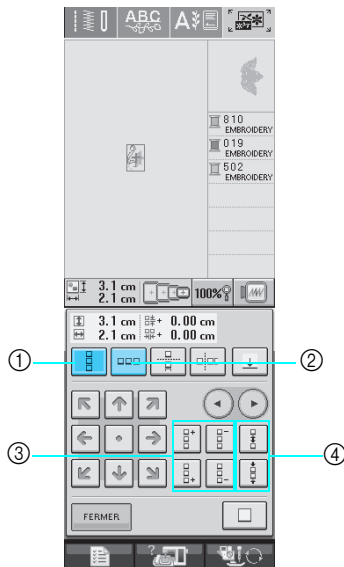 ABC A
810
EMBROIDERY
019
EMBROIDERY
502
EMBROIDERY
3.1 cm
2.1 cm
100%
3.1 cm + 0.00 cm
2.1 cm + 0.00 cm
① ②
③ ④
FERMER
?